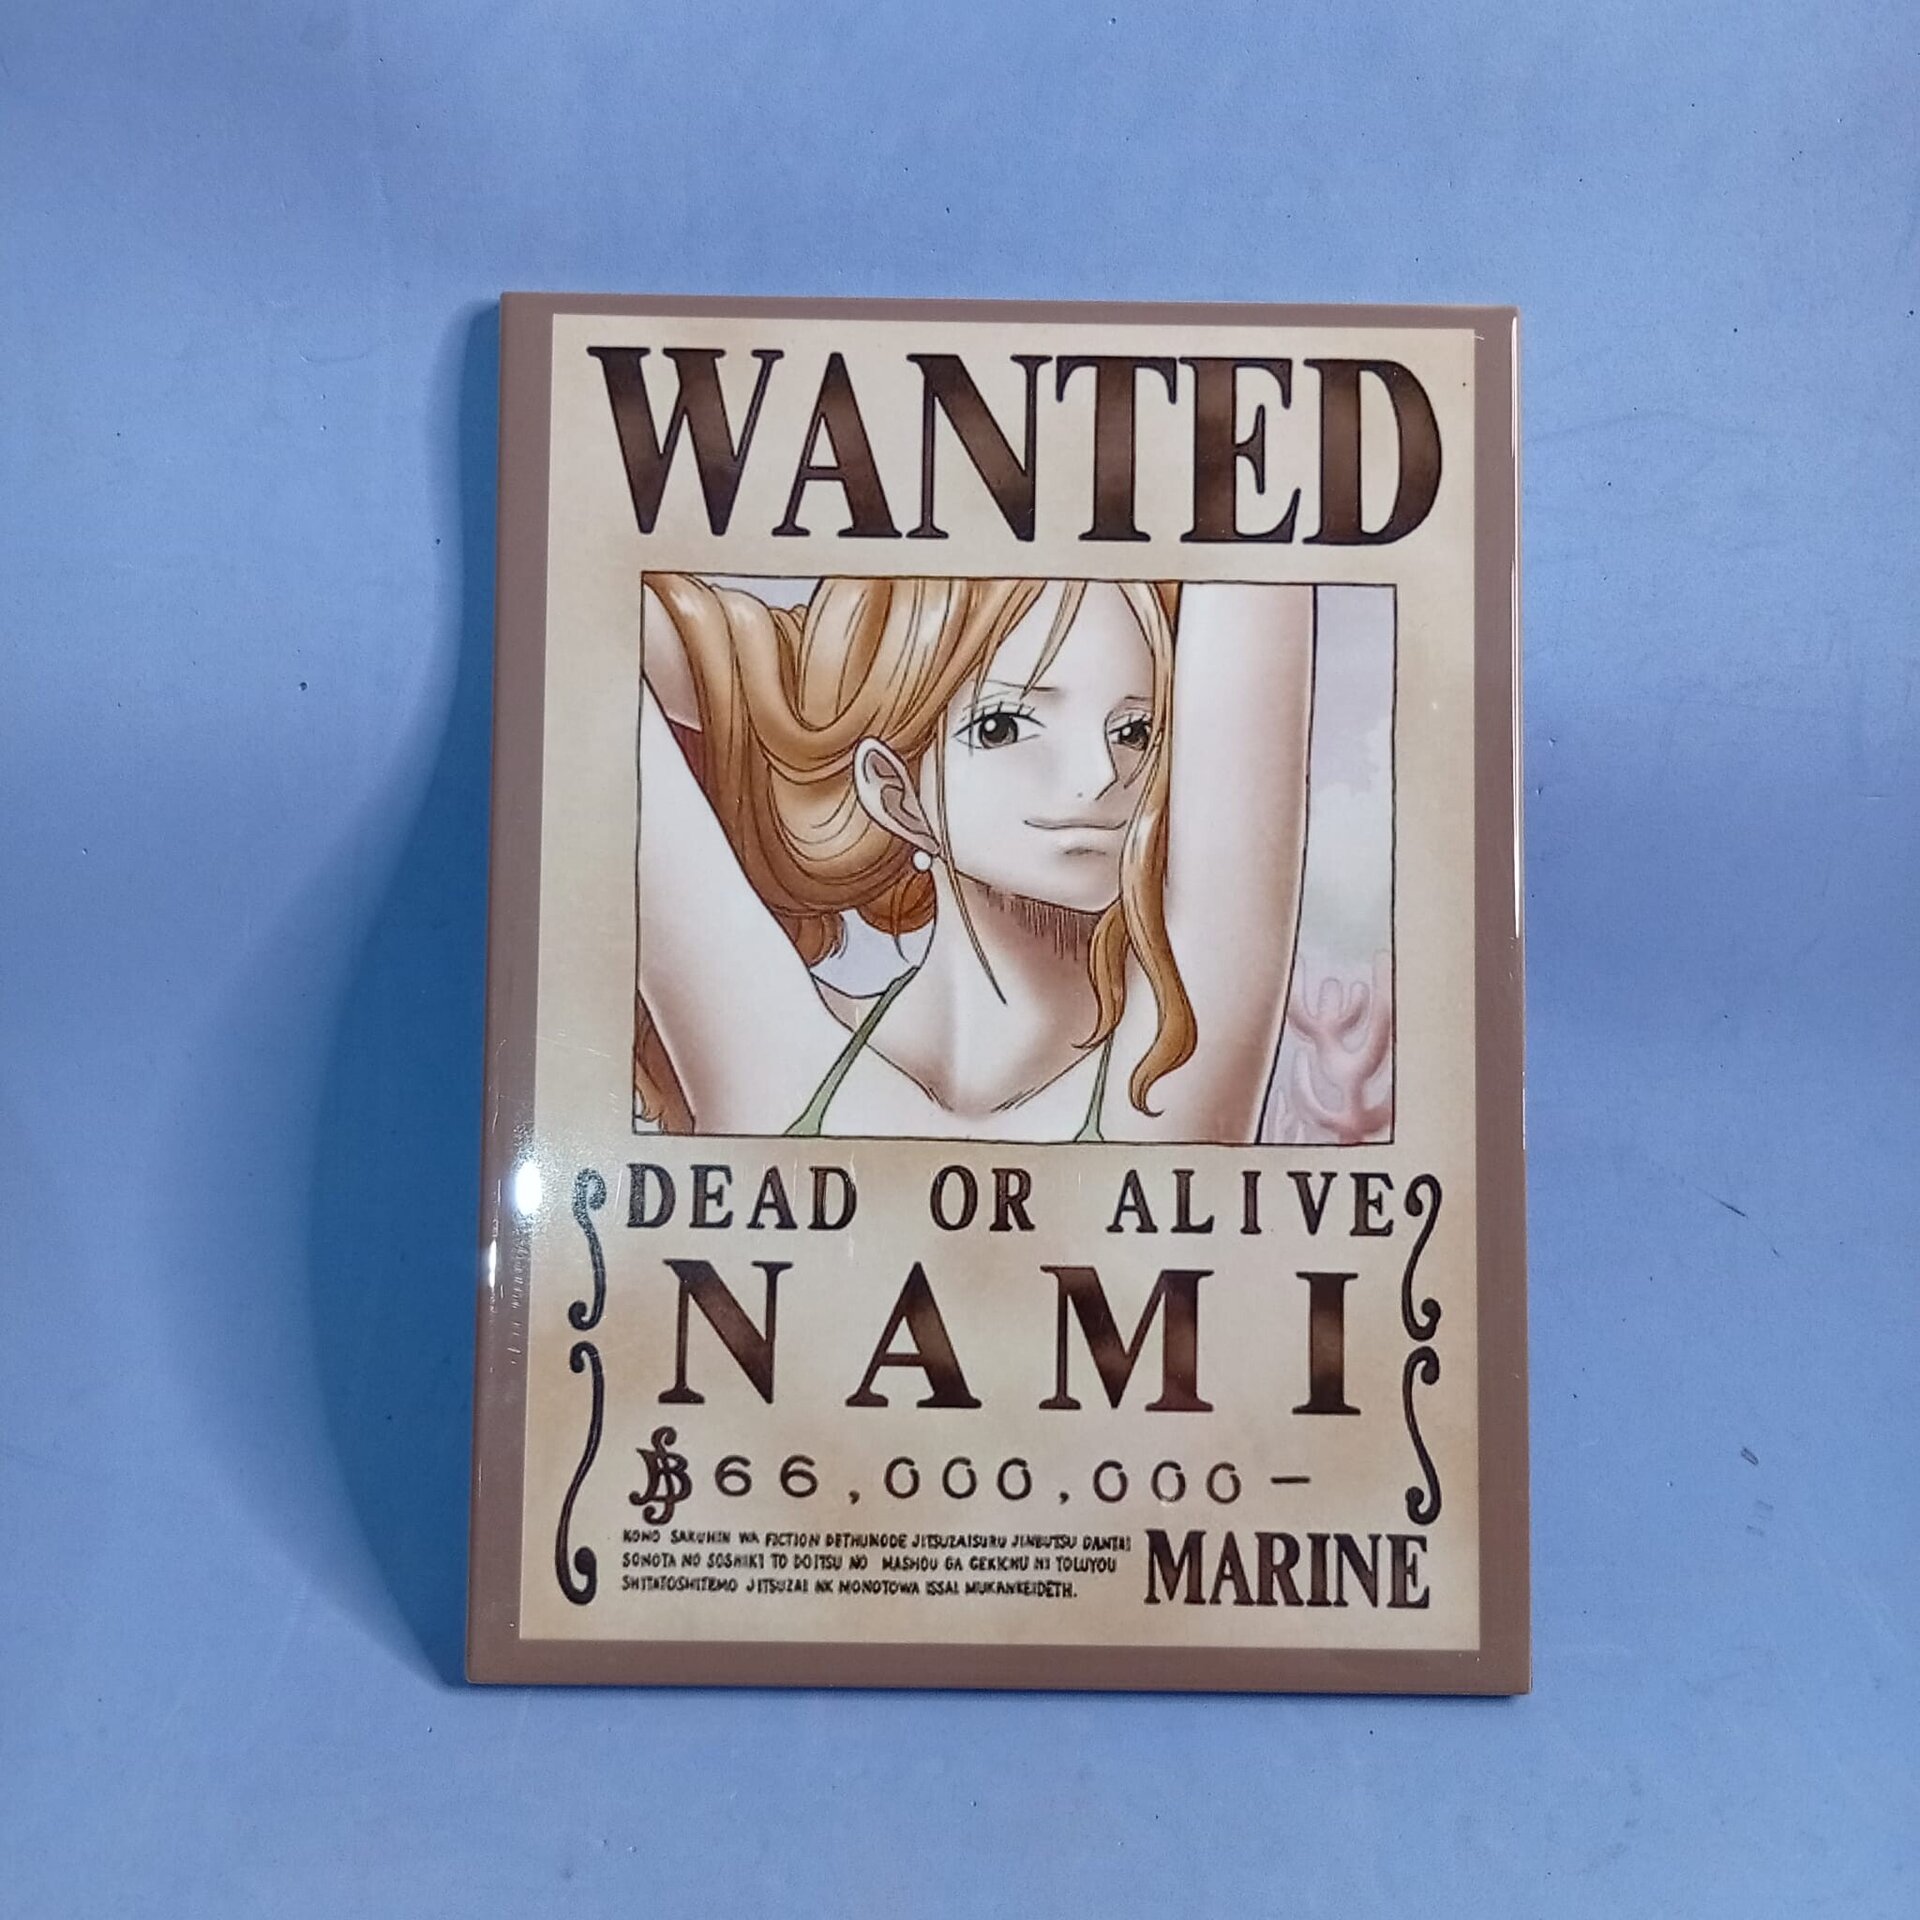 WANTED
DEAD OR ALIVE
NAMI
฿66,000,000-
KONO SAKUHIN WA FICTION DETHUNODE JITSUZAISURU JINBUTSU DANTAI
SONOTA NO SOSHIKI TO DOITSU NO MASHOU GA GEKICHU NI TOUJYOU
SHITATOSHITEMO JITSUZAI NK MONOTOWA ISSAI MUKANKEIDETH.
MARINE